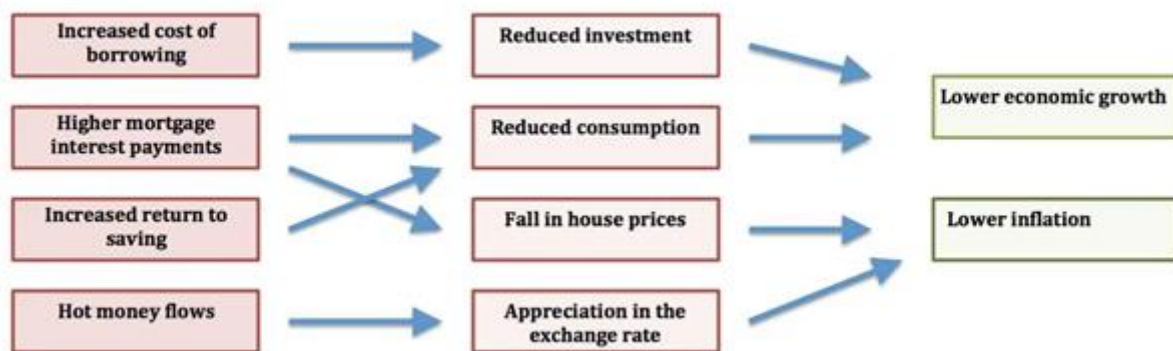 Increased cost of
borrowing
Reduced investment
Lower economic growth
Higher mortgage
interest payments
Reduced consumption
Increased return to
saving
Fall in house prices
Lower inflation
Hot money flows
Appreciation in the
exchange rate